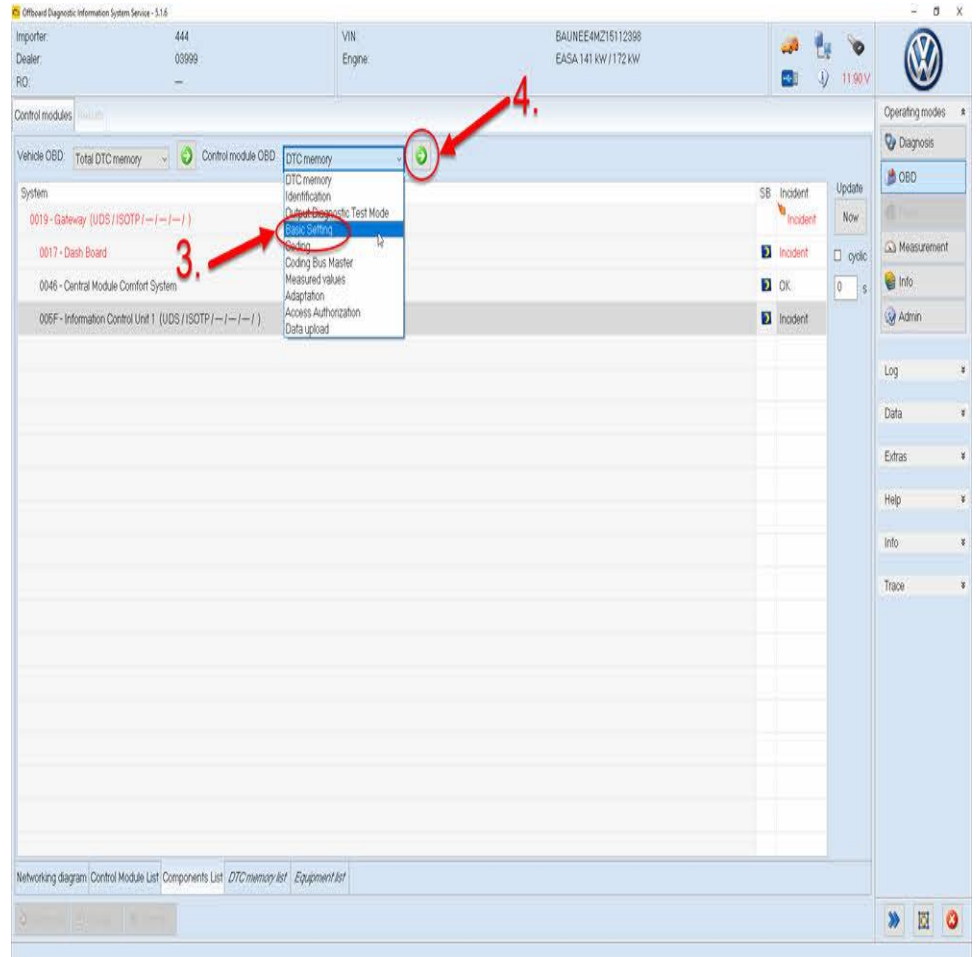 Offboard Diagnostic Information System Service - 5.1.6
Importer: 444 VIN: BAUNEE4MZ15112398
Dealer: 03999 Engine: EASA 141 kW / 172 kW
RO: —
11.90 V
4.
Control modules
Operating modes
Diagnosis
Vehicle OBD: Total DTC memory Control module OBD: DTC memory
OBD
DTC memory
Identification
Output Diagnostic Test Mode
Basic Setting
Coding
Coding Bus Master
Measured values
Adaptation
Access Authorization
Data upload
3.
System SB Incident Update
0019 - Gateway (UDS / ISOTP / — / — / — / ) Incident Now
0017 - Dash Board Incident cyclic
0046 - Central Module Comfort System OK 0 s
005F - Information Control Unit 1 (UDS / ISOTP / — / — / — / ) Incident
Measurement
Info
Admin
Log
Data
Extras
Help
Info
Trace
Networking diagram Control Module List Components List DTC memory list Equipment list